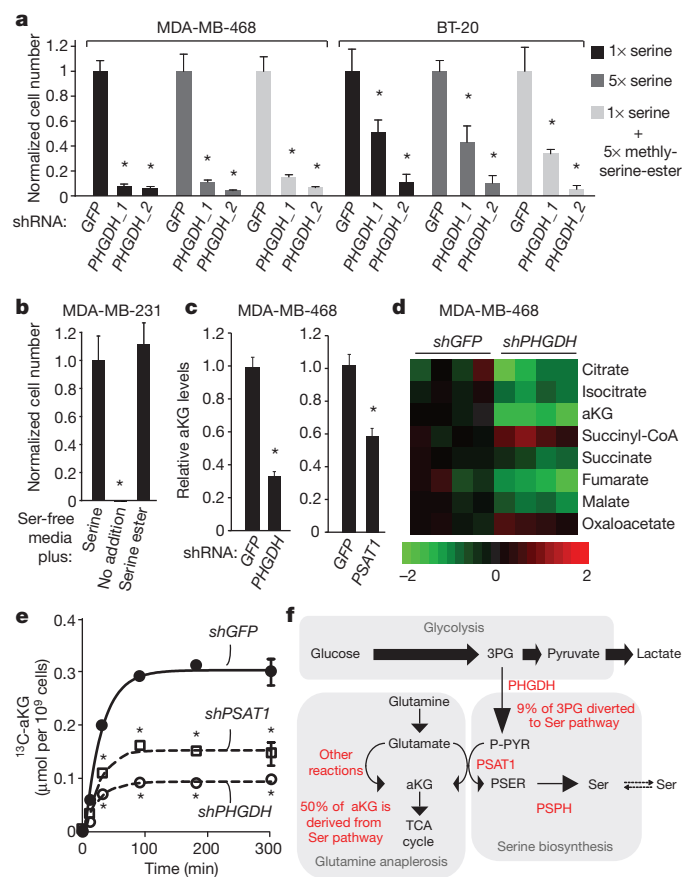 a
MDA-MB-468
BT-20
Normalized cell number
1.2
1
0.8
0.6
0.4
0.2
0
* * * * * * * * * * * *
1× serine
5× serine
1× serine
+
5× methly-
serine-ester
shRNA:
GFP PHGDH_1 PHGDH_2 GFP PHGDH_1 PHGDH_2 GFP PHGDH_1 PHGDH_2 GFP PHGDH_1 PHGDH_2 GFP PHGDH_1 PHGDH_2 GFP PHGDH_1 PHGDH_2
b
MDA-MB-231
Normalized cell number
1.2
1.0
0.8
0.6
0.4
0.2
0
*
Ser-free
media
plus:
Serine
No addition
Serine ester
c
MDA-MB-468
Relative aKG levels
1.2
1.0
0.8
0.6
0.4
0.2
0
*
shRNA:
GFP
PHGDH
1.2
1.0
0.8
0.6
0.4
0.2
0
*
GFP
PSAT1
d
MDA-MB-468
shGFP shPHGDH
Citrate
Isocitrate
aKG
Succinyl-CoA
Succinate
Fumarate
Malate
Oxaloacetate
−2 0 2
e
¹³C-aKG
(μmol per 10⁹ cells)
0.4
0.3
0.2
0.1
0
shGFP
shPSAT1
shPHGDH
* * * *
* * * *
0 100 200 300
Time (min)
f
Glycolysis
Glucose 3PG Pyruvate Lactate
PHGDH
9% of 3PG diverted
to Ser pathway
Glutamine
Glutamate
P-PYR
Other
reactions
PSAT1
aKG
PSER Ser Ser
PSPH
50% of aKG is
derived from
Ser pathway
TCA
cycle
Glutamine anaplerosis
Serine biosynthesis